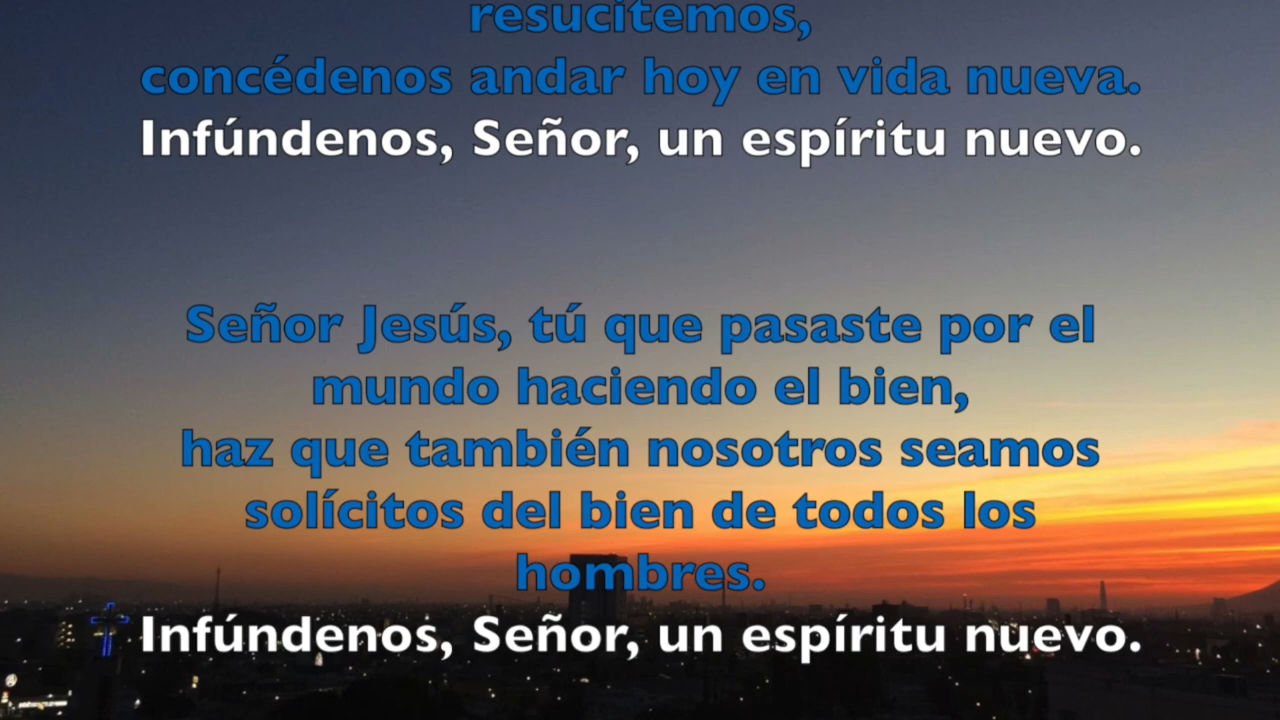 resucitemos,
concédenos andar hoy en vida nueva.
Infúndenos, Señor, un espíritu nuevo.
Señor Jesús, tú que pasaste por el
mundo haciendo el bien,
haz que también nosotros seamos
solícitos del bien de todos los
hombres.
Infúndenos, Señor, un espíritu nuevo.